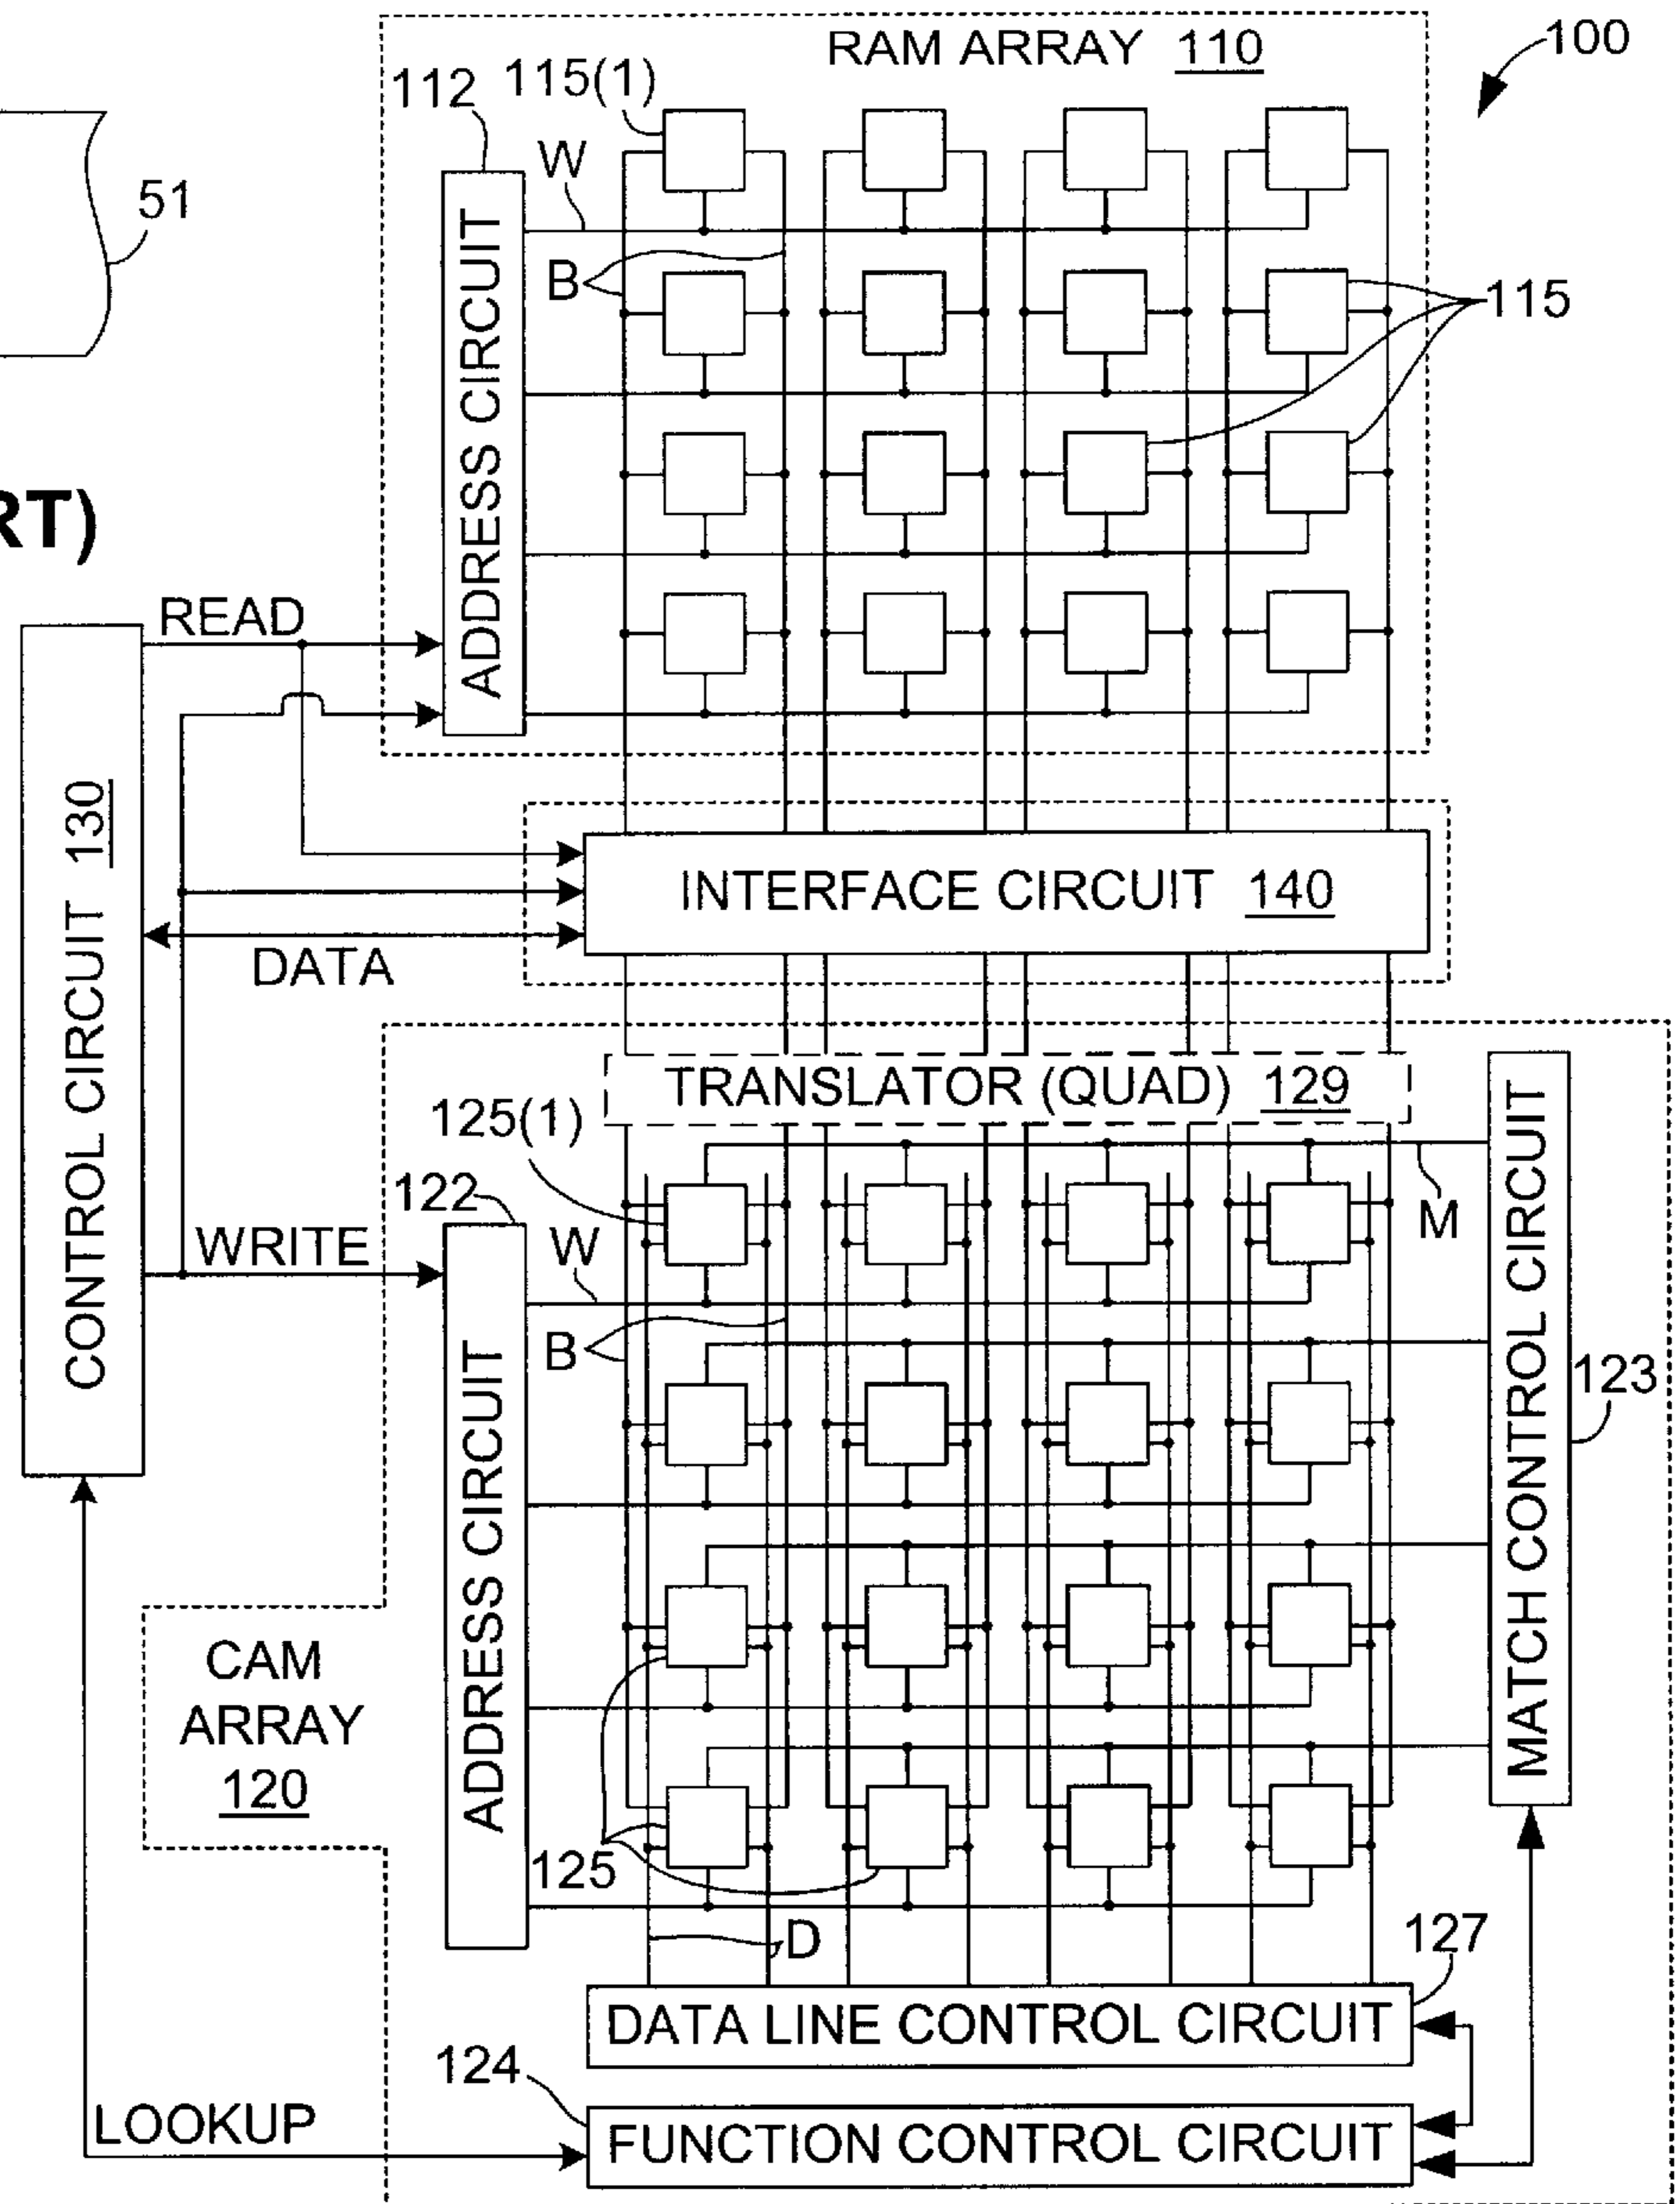 RAM ARRAY 110
100
112
115(1)
W
51
B
115
ADDRESS CIRCUIT
RT)
READ
CONTROL CIRCUIT 130
INTERFACE CIRCUIT 140
DATA
TRANSLATOR (QUAD) 129
125(1)
122
W
M
WRITE
B
ADDRESS CIRCUIT
MATCH CONTROL CIRCUIT
123
CAM
ARRAY
120
125
D
127
DATA LINE CONTROL CIRCUIT
124
LOOKUP
FUNCTION CONTROL CIRCUIT